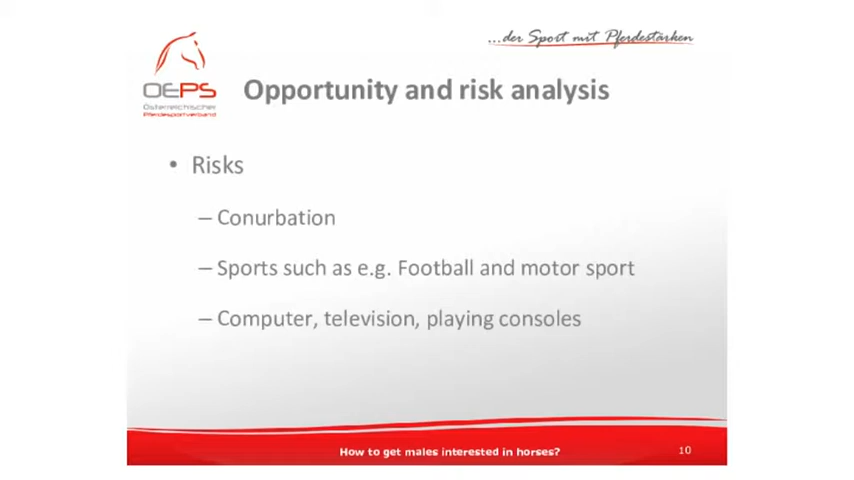 ...der Sport mit Pferdestärken
OEPS
Österreichischer
Pferdesportverband
Opportunity and risk analysis
• Risks
– Conurbation
– Sports such as e.g. Football and motor sport
– Computer, television, playing consoles
How to get males interested in horses?
10